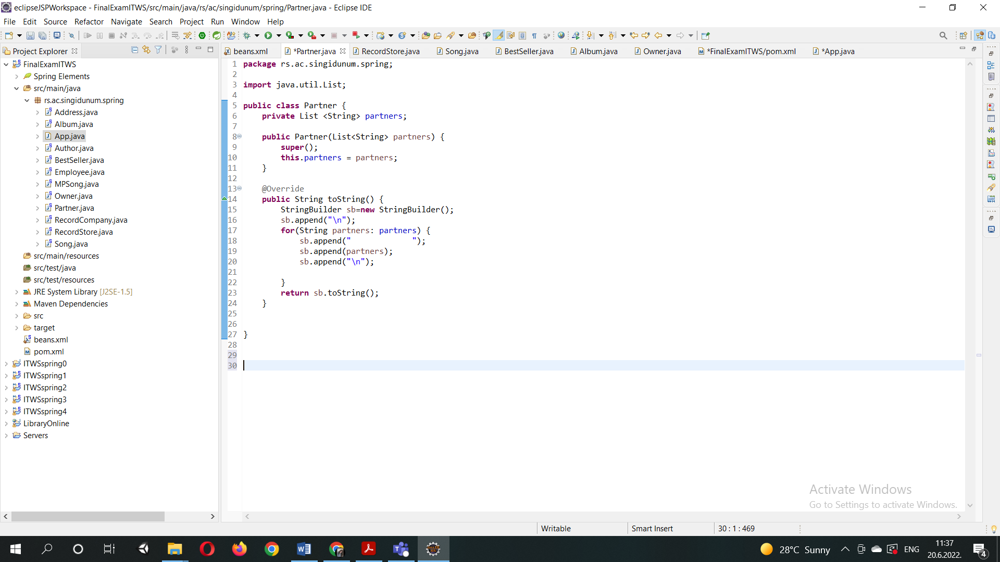 eclipseJSPWorkspace - FinalExamITWS/src/main/java/rs/ac/singidunum/spring/Partner.java - Eclipse IDE
File Edit Source Refactor Navigate Search Project Run Window Help
Project Explorer
beans.xml
*Partner.java
RecordStore.java
Song.java
BestSeller.java
Album.java
Owner.java
*FinalExamITWS/pom.xml
*App.java
FinalExamITWS
Spring Elements
src/main/java
rs.ac.singidunum.spring
Address.java
Album.java
App.java
Author.java
BestSeller.java
Employee.java
MPSong.java
Owner.java
Partner.java
RecordCompany.java
RecordStore.java
Song.java
src/main/resources
src/test/java
src/test/resources
JRE System Library [J2SE-1.5]
Maven Dependencies
src
target
beans.xml
pom.xml
ITWSspring0
ITWSspring1
ITWSspring2
ITWSspring3
ITWSspring4
LibraryOnline
Servers
1 package rs.ac.singidunum.spring;
2
3 import java.util.List;
4
5 public class Partner {
6     private List <String> partners;
7
8     public Partner(List<String> partners) {
9         super();
10         this.partners = partners;
11     }
12
13     @Override
14     public String toString() {
15         StringBuilder sb=new StringBuilder();
16         sb.append("\n");
17         for(String partners: partners) {
18             sb.append("             ");
19             sb.append(partners);
20             sb.append("\n");
21
22         }
23         return sb.toString();
24     }
25
26
27 }
28
29
30
Activate Windows
Go to Settings to activate Windows.
Writable
Smart Insert
30 : 1 : 469
28°C Sunny
ENG
11:37
20.6.2022.
4